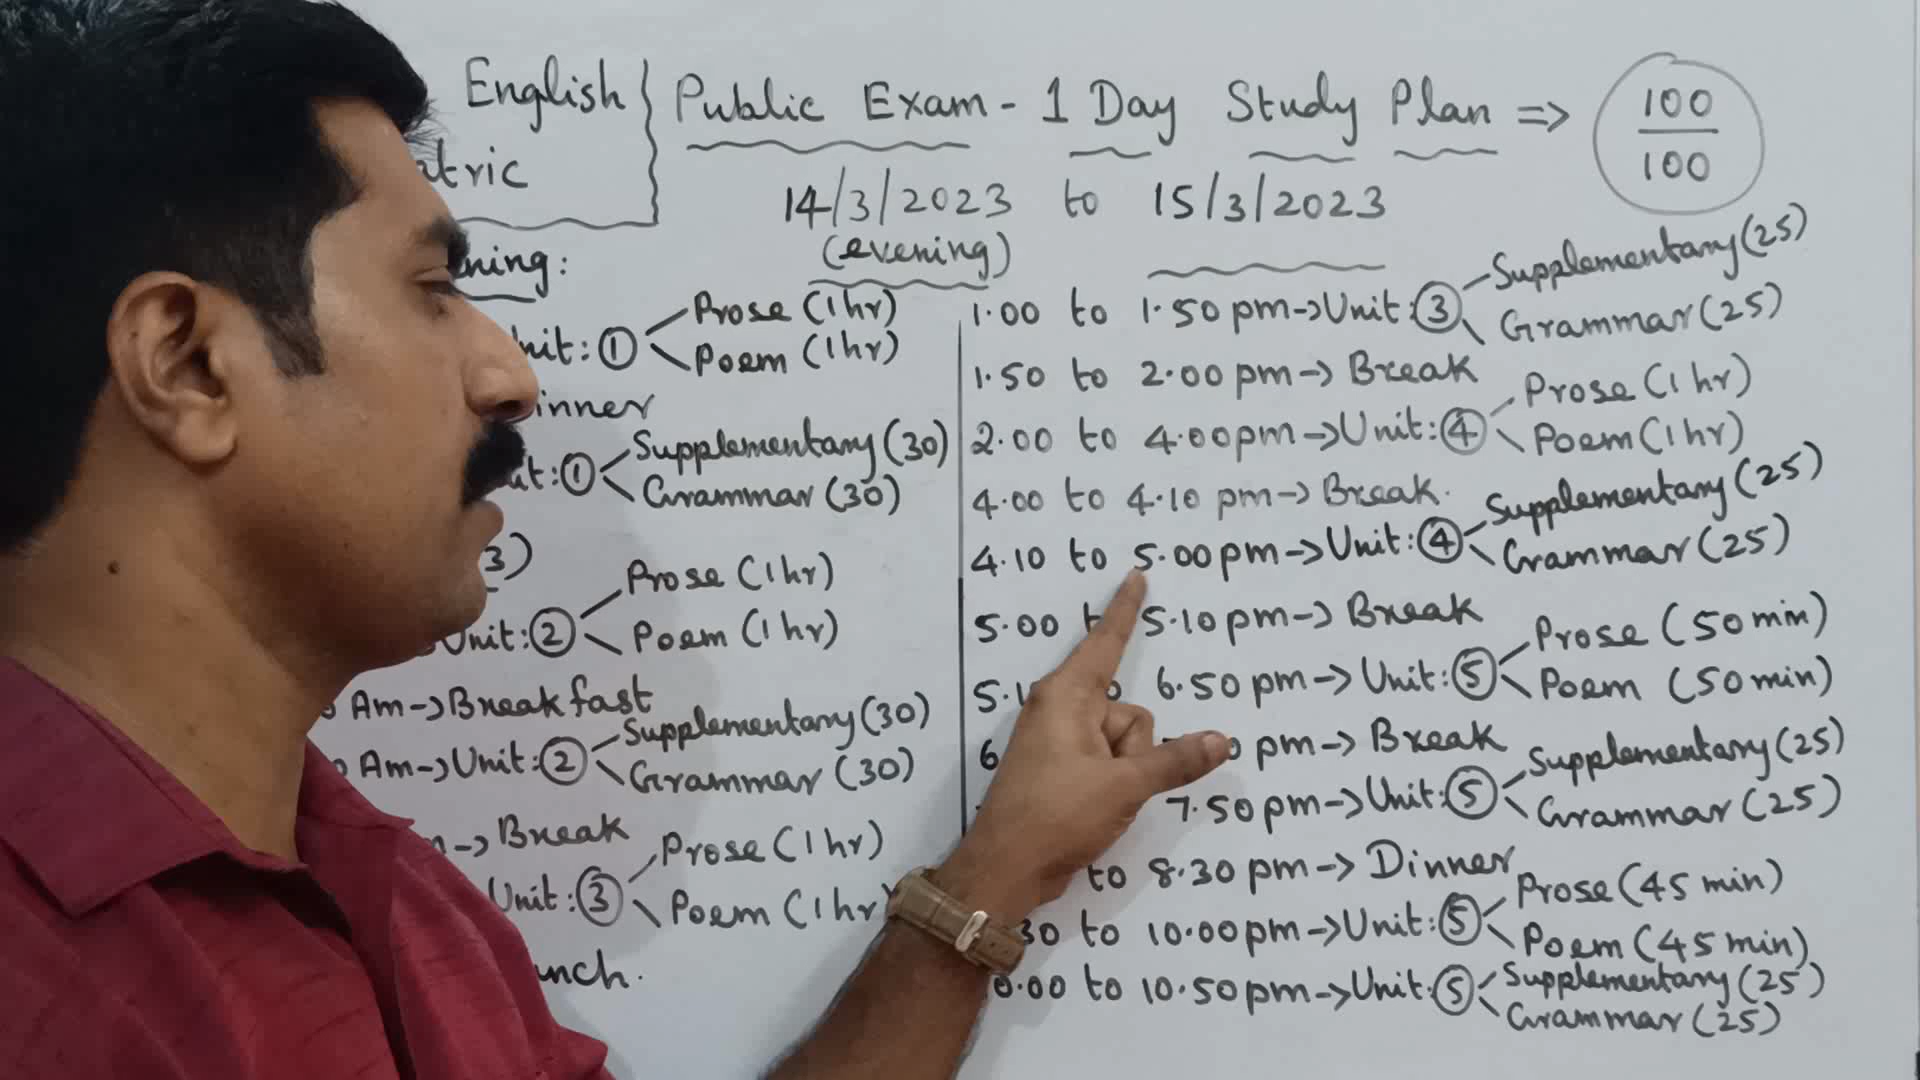 English
Public Exam - 1 Day Study Plan => 100/100
tric
14/3/2023 to 15/3/2023
(evening)
ning:
nit: ① Prose (1hr)
Poem (1hr)
inner
it: ① Supplementary (30)
Grammar (30)
3)
Unit: ② Prose (1hr)
Poem (1hr)
Am -> Breakfast
Am -> Unit: ② Supplementary (30)
Grammar (30)
-> Break
Unit: ③ Prose (1hr)
Poem (1hr)
unch.
1.00 to 1.50 pm -> Unit: ③ Supplementary (25)
Grammar (25)
1.50 to 2.00 pm -> Break
2.00 to 4.00pm -> Unit: ④ Prose (1hr)
Poem (1hr)
4.00 to 4.10 pm -> Break.
4.10 to 5.00 pm -> Unit: ④ Supplementary (25)
Grammar (25)
5.00 t 5.10 pm -> Break
5.1 o 6.50 pm -> Unit: ⑤ Prose (50 min)
Poem (50 min)
6 0 pm -> Break
7.50 pm -> Unit: ⑤ Supplementary (25)
Grammar (25)
to 8.30 pm -> Dinner
30 to 10.00 pm -> Unit: ⑤ Prose (45 min)
Poem (45 min)
0.00 to 10.50 pm -> Unit: ⑤ Supplementary (25)
Grammar (25)